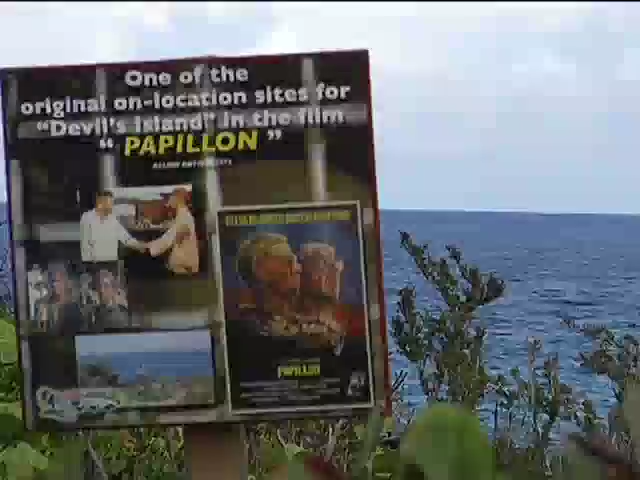 One of the
original on-location sites for
"Devil's Island" in the film
" PAPILLON "
PAPILLON